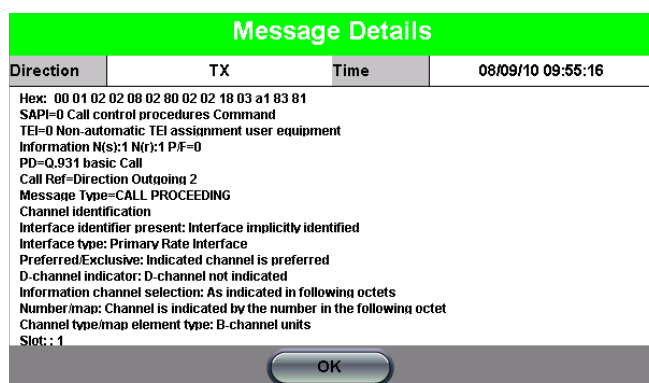 Message Details
Direction TX Time 08/09/10 09:55:16
Hex: 00 01 02 02 08 02 80 02 02 18 03 a1 83 81
SAPI=0 Call control procedures Command
TEI=0 Non-automatic TEI assignment user equipment
Information N(s):1 N(r):1 P/F=0
PD=Q.931 basic Call
Call Ref=Direction Outgoing 2
Message Type=CALL PROCEEDING
Channel identification
Interface identifier present: Interface implicitly identified
Interface type: Primary Rate Interface
Preferred/Exclusive: Indicated channel is preferred
D-channel indicator: D-channel not indicated
Information channel selection: As indicated in following octets
Number/map: Channel is indicated by the number in the following octet
Channel type/map element type: B-channel units
Slot: : 1
OK